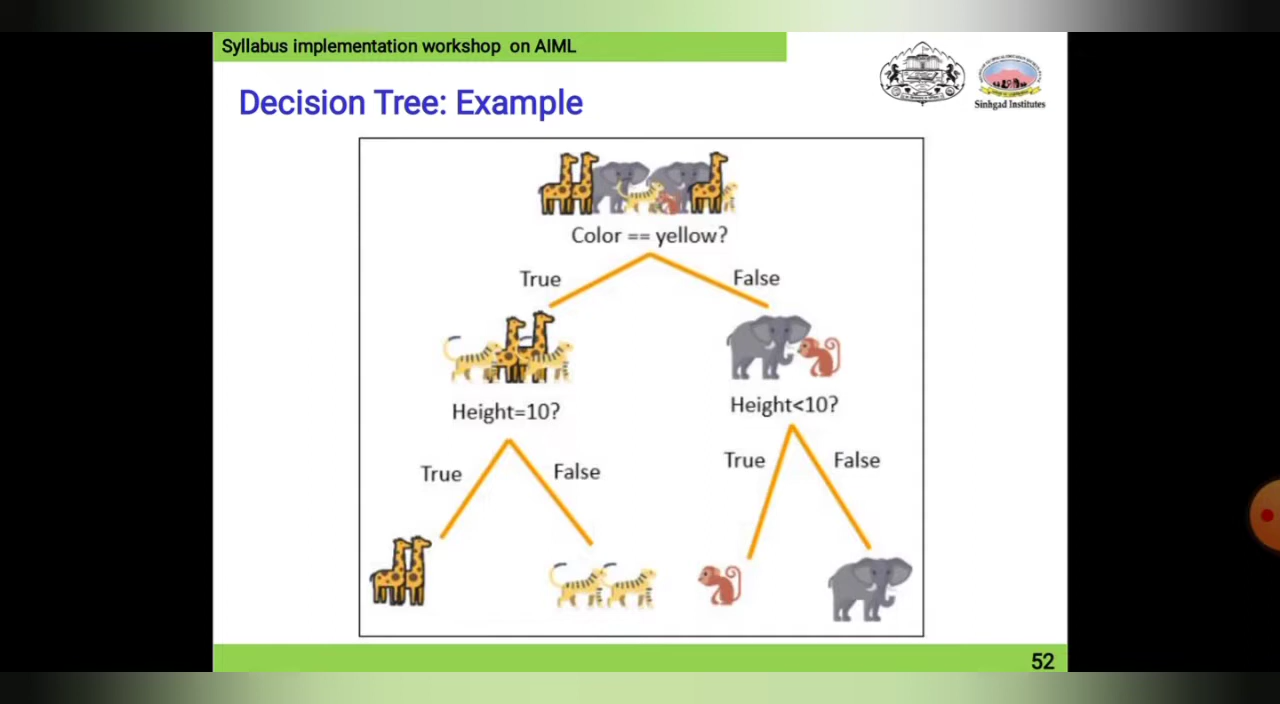 Syllabus implementation workshop on AIML
Sinhgad Institutes
Decision Tree: Example
Color == yellow?
True
False
Height=10?
Height<10?
True
False
True
False
52